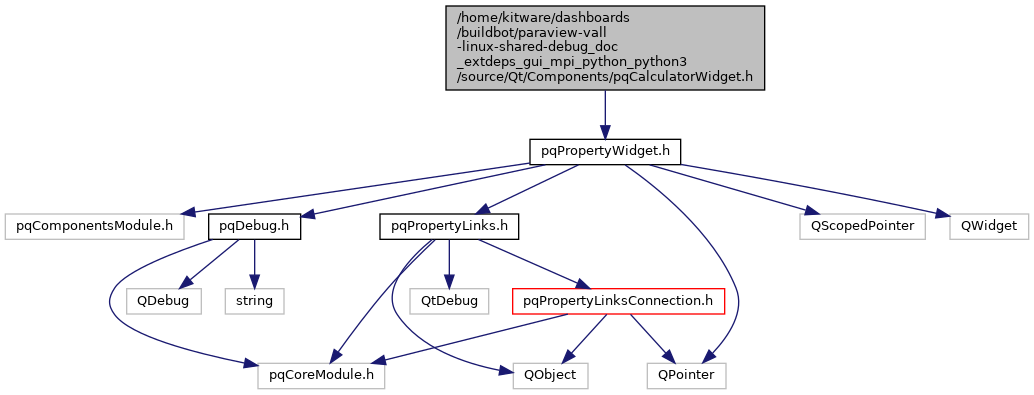 /home/kitware/dashboards
/buildbot/paraview-vall
-linux-shared-debug_doc
_extdeps_gui_mpi_python_python3
/source/Qt/Components/pqCalculatorWidget.h
pqPropertyWidget.h
pqComponentsModule.h
pqDebug.h
pqPropertyLinks.h
QScopedPointer
QWidget
QDebug
string
QtDebug
pqPropertyLinksConnection.h
pqCoreModule.h
QObject
QPointer